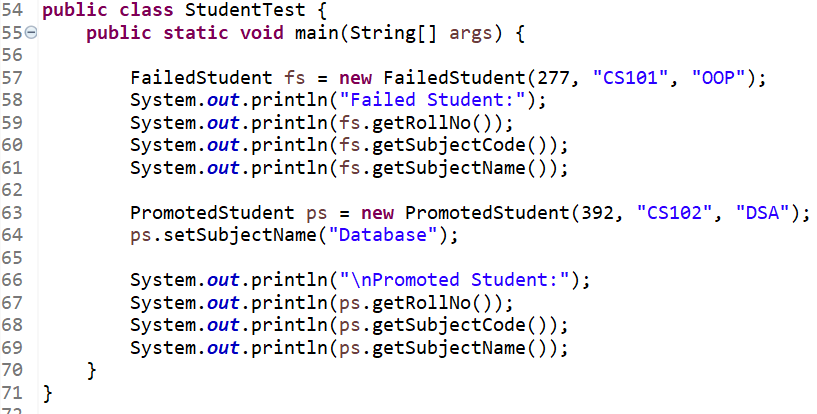 54 public class StudentTest {
55 public static void main(String[] args) {
56
57 FailedStudent fs = new FailedStudent(277, "CS101", "OOP");
58 System.out.println("Failed Student:");
59 System.out.println(fs.getRollNo());
60 System.out.println(fs.getSubjectCode());
61 System.out.println(fs.getSubjectName());
62
63 PromotedStudent ps = new PromotedStudent(392, "CS102", "DSA");
64 ps.setSubjectName("Database");
65
66 System.out.println("\nPromoted Student:");
67 System.out.println(ps.getRollNo());
68 System.out.println(ps.getSubjectCode());
69 System.out.println(ps.getSubjectName());
70 }
71 }